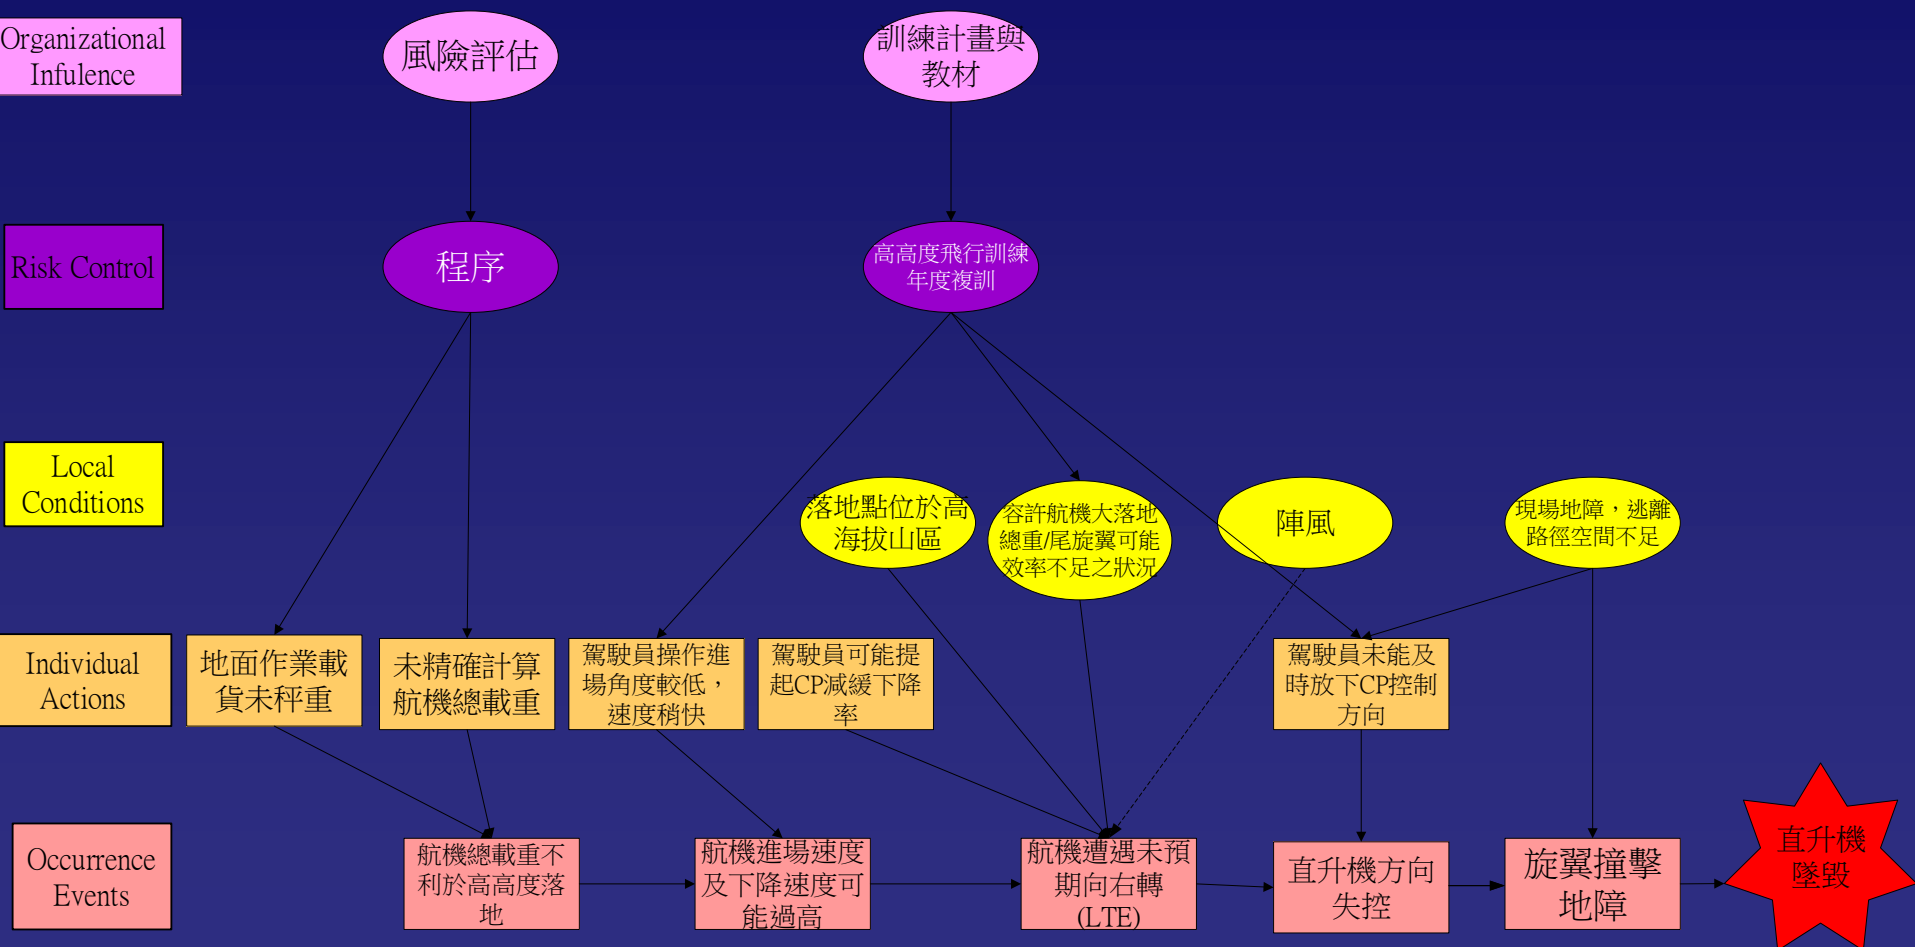 Organizational
Infulence
風險評估
訓練計畫與
教材
Risk Control
程序
高高度飛行訓練
年度複訓
Local
Conditions
落地點位於高
海拔山區
容許航機大落地
總重/尾旋翼可能
效率不足之狀況
陣風
現場地障，逃離
路徑空間不足
Individual
Actions
地面作業載
貨未秤重
未精確計算
航機總載重
駕駛員操作進
場角度較低，
速度稍快
駕駛員可能提
起CP減緩下降
率
駕駛員未能及
時放下CP控制
方向
Occurrence
Events
航機總載重不
利於高高度落
地
航機進場速度
及下降速度可
能過高
航機遭遇未預
期向右轉
(LTE)
直升機方向
失控
旋翼撞擊
地障
直升機
墜毀